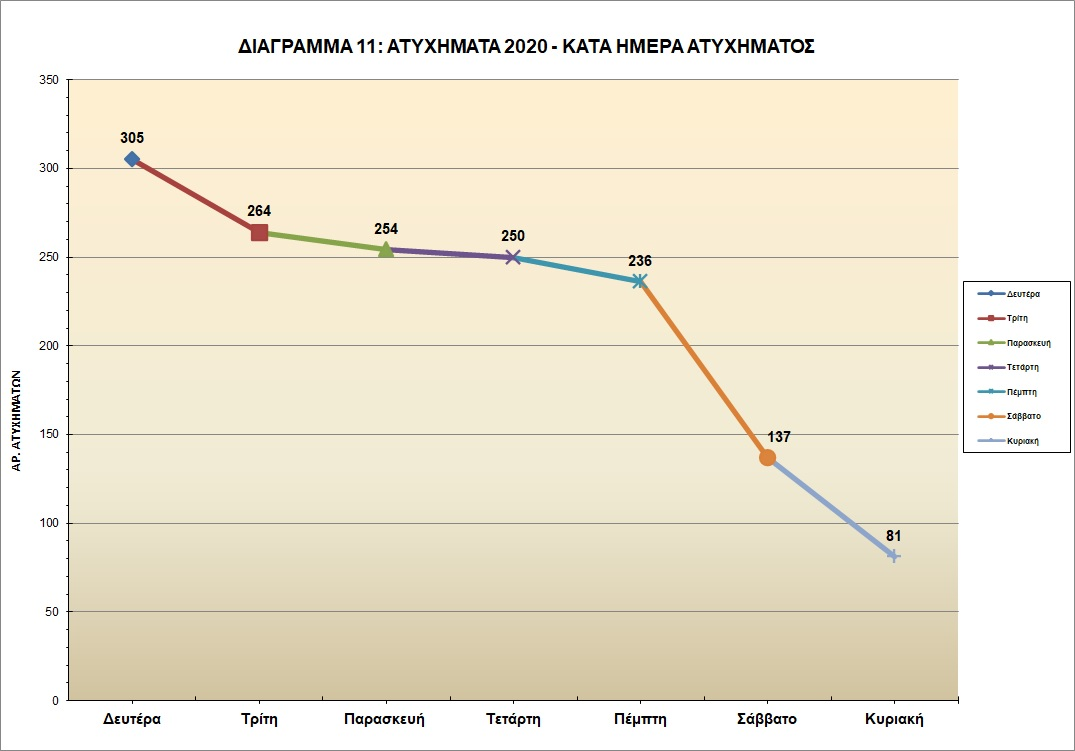 ΔΙΑΓΡΑΜΜΑ 11: ΑΤΥΧΗΜΑΤΑ 2020 - ΚΑΤΑ ΗΜΕΡΑ ΑΤΥΧΗΜΑΤΟΣ
350
300
250
200
150
100
50
0
ΑΡ. ΑΤΥΧΗΜΑΤΩΝ
305
264
254
250
236
137
81
Δευτέρα
Τρίτη
Παρασκευή
Τετάρτη
Πέμπτη
Σάββατο
Κυριακή
Δευτέρα
Τρίτη
Παρασκευή
Τετάρτη
Πέμπτη
Σάββατο
Κυριακή